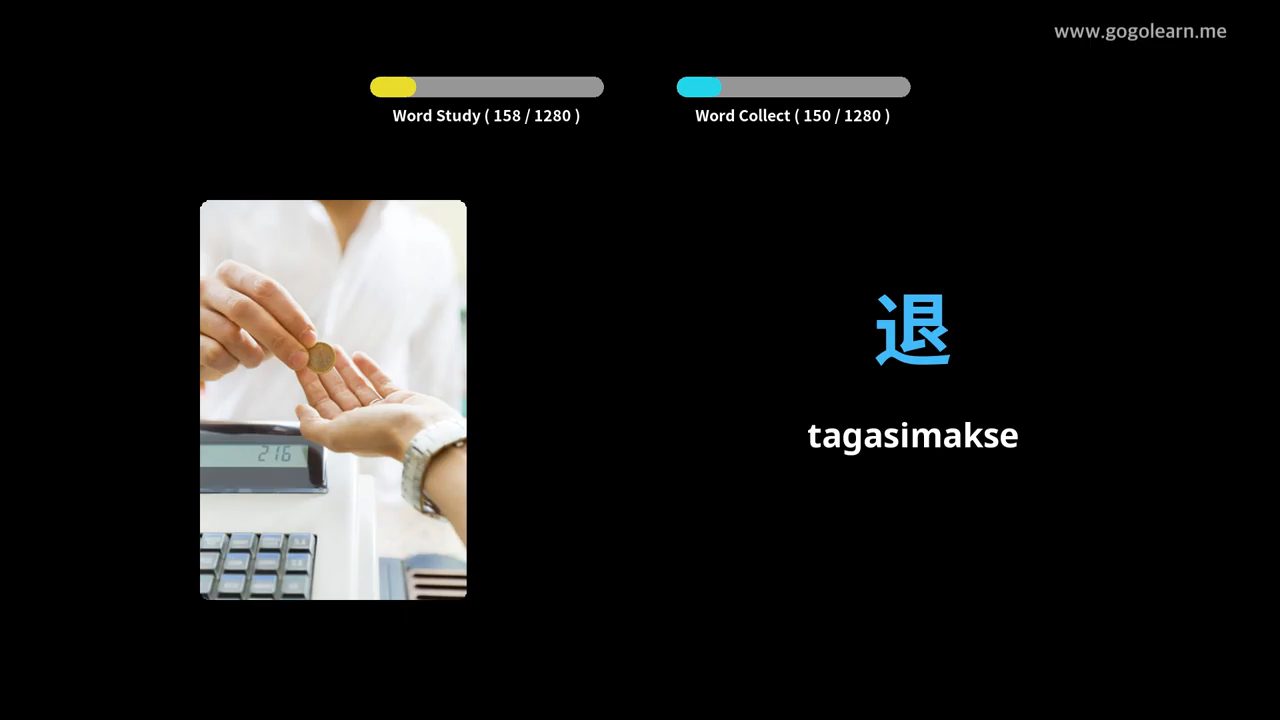 www.gogolearn.me
Word Study ( 158 / 1280 )
Word Collect ( 150 / 1280 )
216
退
tagasimakse